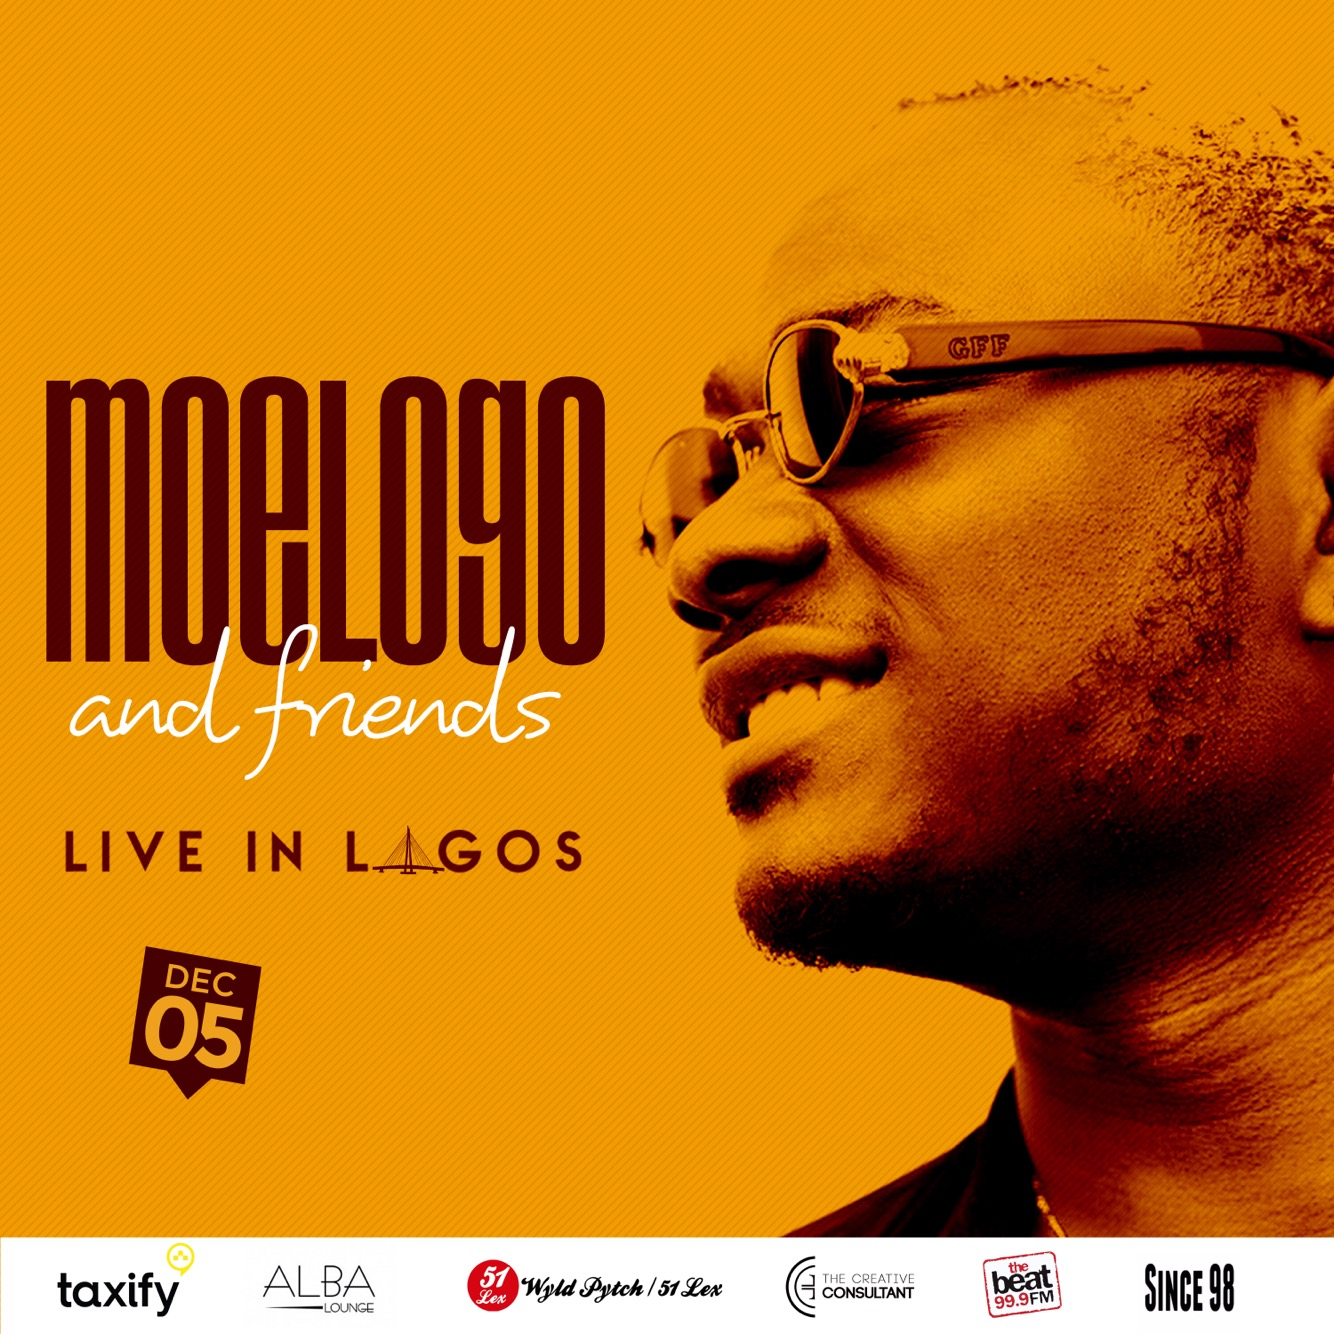 GFF
moeLogo
and friends
LIVE IN LAGOS
DEC
05
taxify
ALBA
LOUNGE
51
Lex
Wyld Pytch / 51 Lex
THE CREATIVE
CONSULTANT
the
beat
99.9FM
SINCE 98